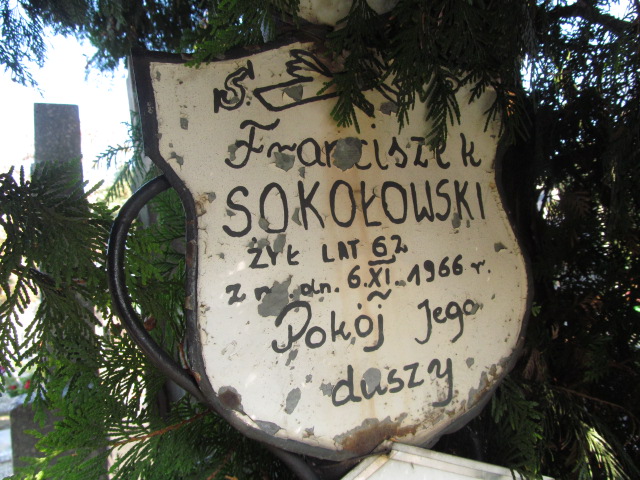 Ś.
Franciszek
SOKOŁOWSKI
ŻYŁ LAT 62
z m. dn. 6.XI. 1966 r.
Pokój Jego
duszy